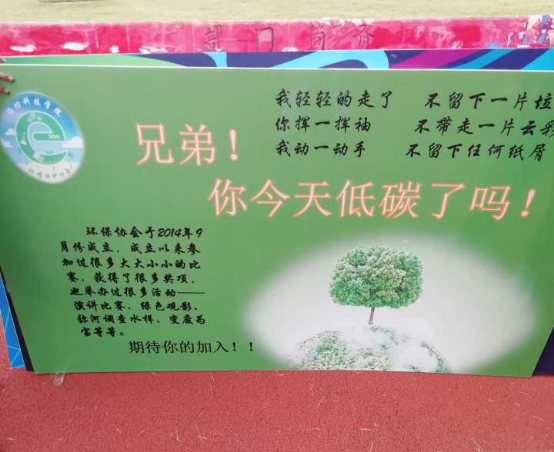 部门简介
我轻轻的走了 不留下一片垃
你挥一挥袖 不带走一片云彩
我动一动手 不留下任何纸屑
兄弟！
你今天低碳了吗！
环保协会于2014年9
月份成立，成立以来参
加过很多大大小小的比
赛，获得了很多奖项，
也举办过很多活动——
演讲比赛、绿色观影、
徐河调查水样、变废为
宝等等。
期待你的加入！！